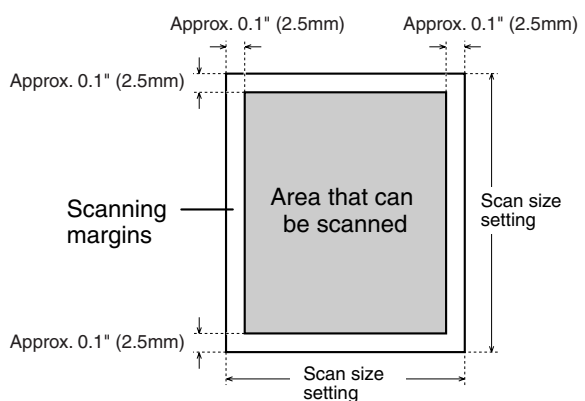 Approx. 0.1" (2.5mm)
Approx. 0.1" (2.5mm)
Approx. 0.1" (2.5mm)
Area that can
be scanned
Scanning
margins
Scan size
setting
Approx. 0.1" (2.5mm)
Scan size
setting